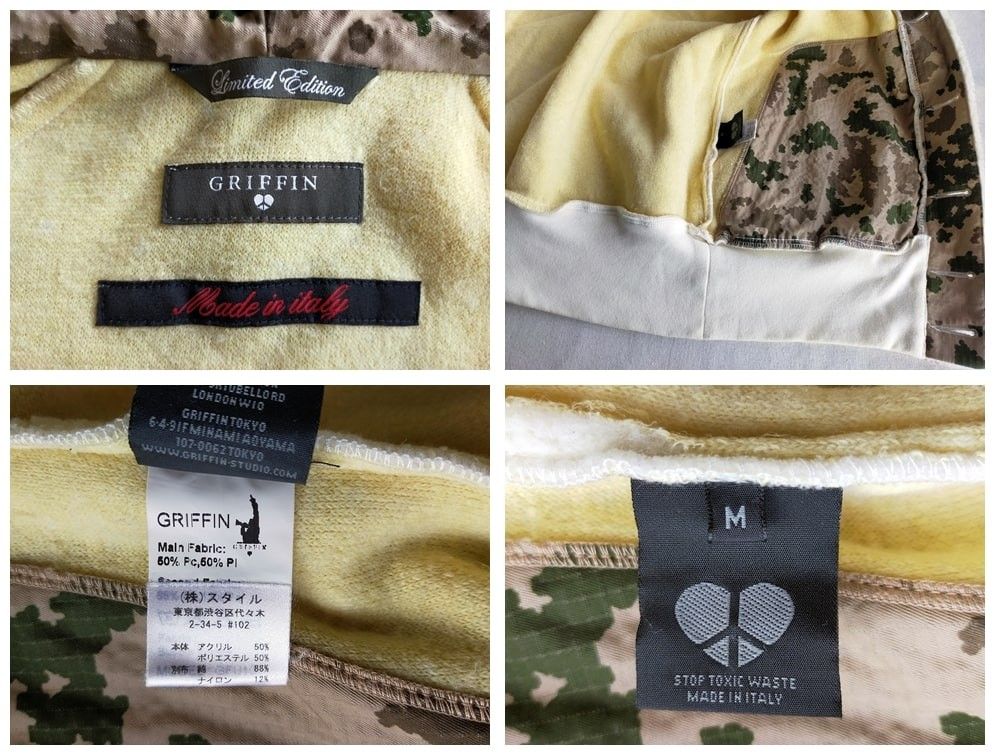 Limited Edition
GRIFFIN
Made in italy
LONDON W10
GRIFFIN TOKYO
6-4-9 1F MINAMI AOYAMA
107-0062 TOKYO
WWW.GRIFFIN-STUDIO.COM
GRIFFIN
Main Fabric:
50% Pc,50% Pl
(株)スタイル
東京都渋谷区代々木
2-34-5 #102
本体 アクリル 50%
ポリエステル 50%
別布 綿 88%
ナイロン 12%
M
STOP TOXIC WASTE
MADE IN ITALY